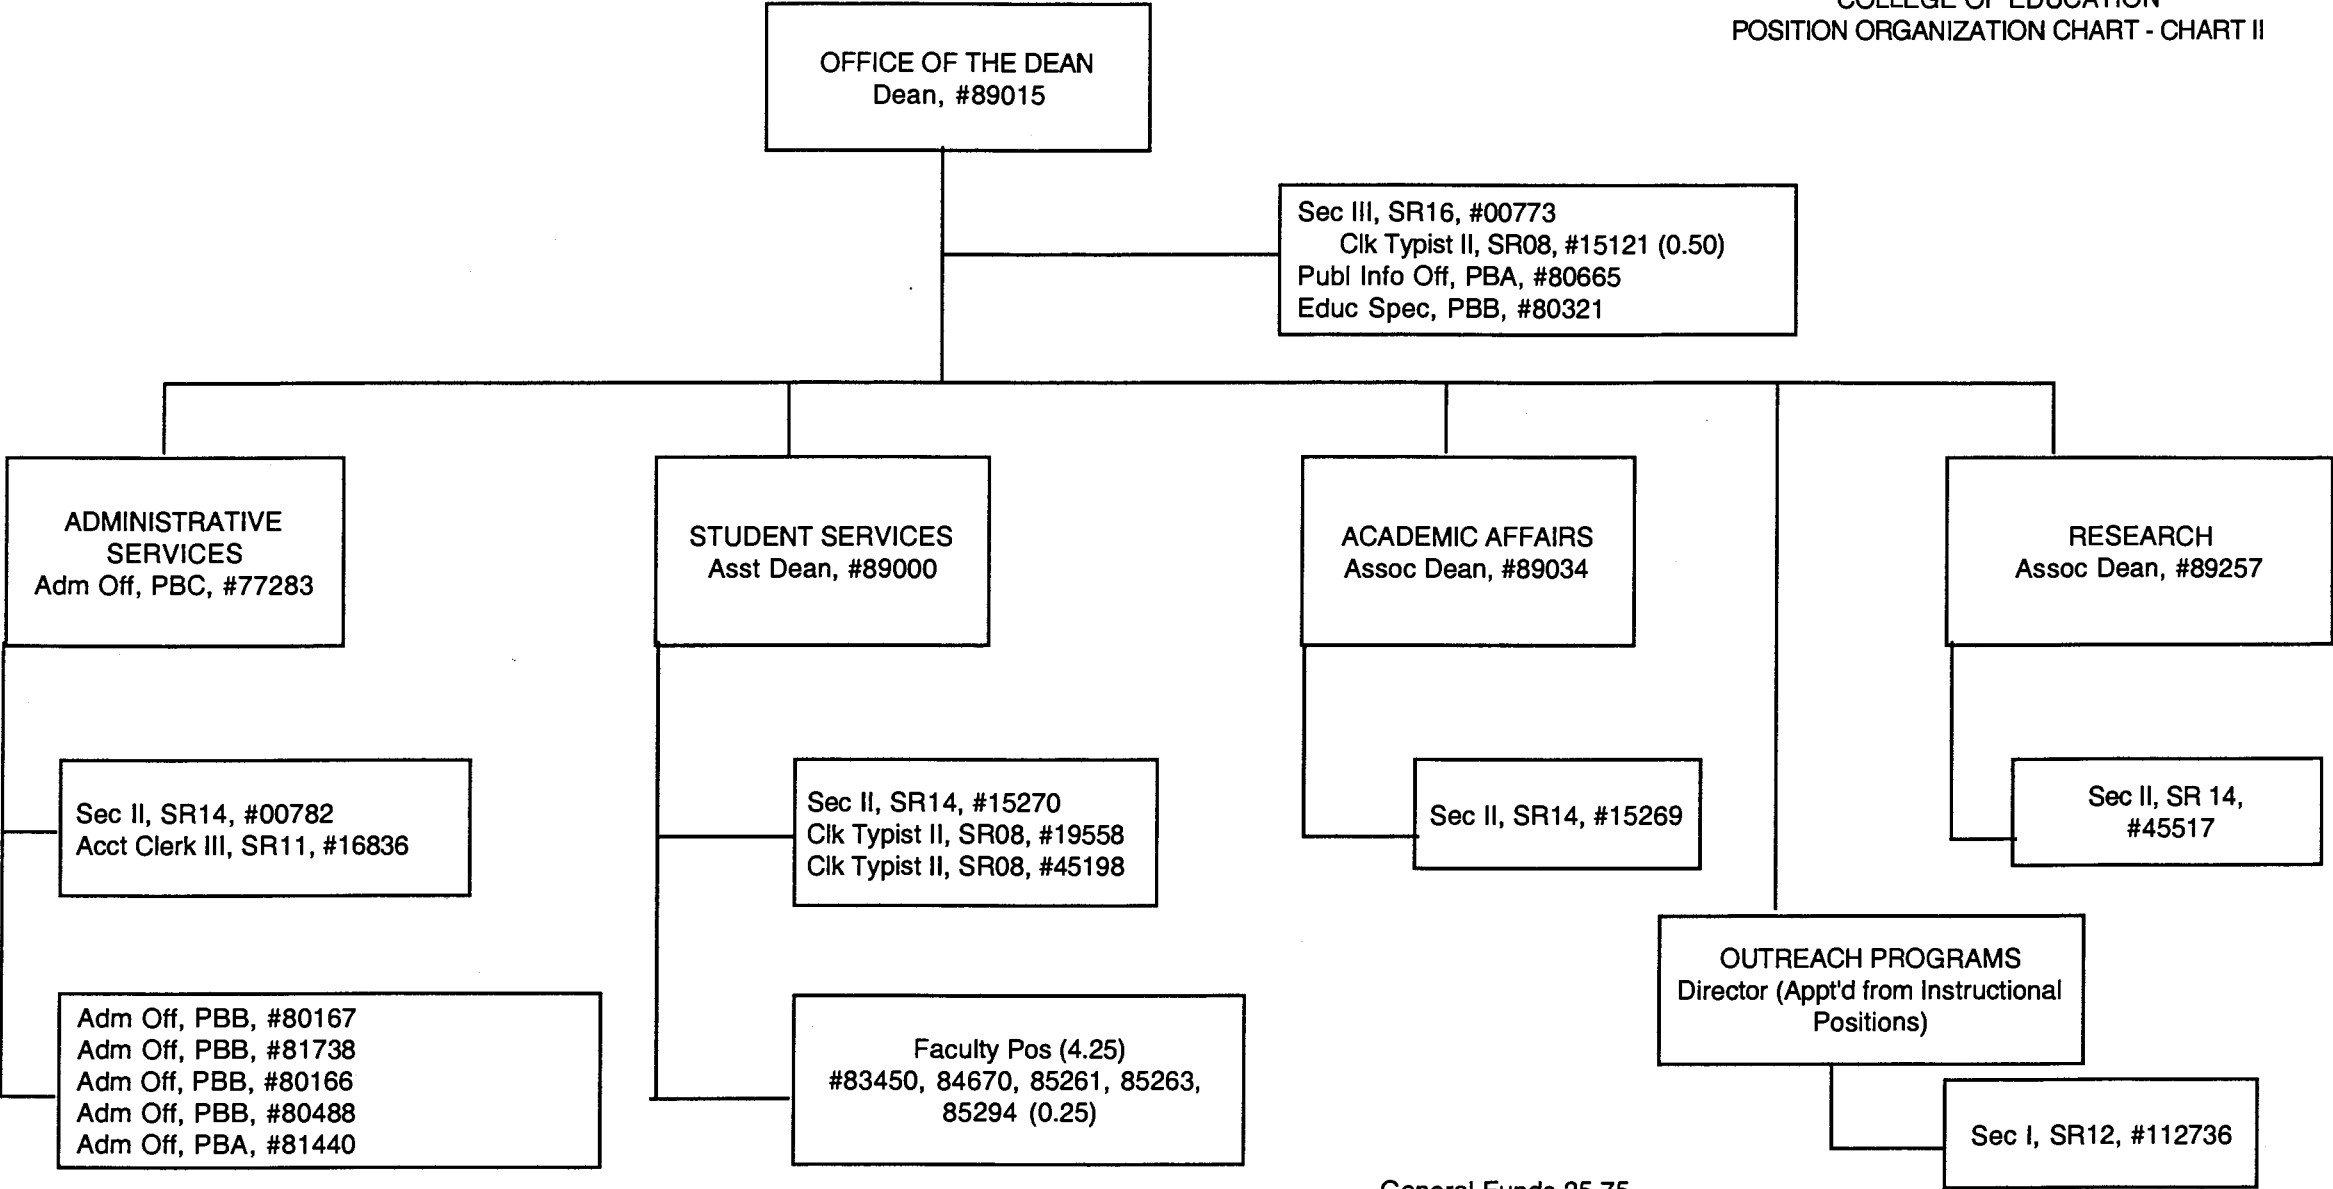 COLLEGE OF EDUCATION
POSITION ORGANIZATION CHART - CHART II
OFFICE OF THE DEAN
Dean, #89015
Sec III, SR16, #00773
Clk Typist II, SR08, #15121 (0.50)
Publ Info Off, PBA, #80665
Educ Spec, PBB, #80321
ADMINISTRATIVE
SERVICES
Adm Off, PBC, #77283
STUDENT SERVICES
Asst Dean, #89000
ACADEMIC AFFAIRS
Assoc Dean, #89034
RESEARCH
Assoc Dean, #89257
Sec II, SR14, #00782
Acct Clerk III, SR11, #16836
Sec II, SR14, #15270
Clk Typist II, SR08, #19558
Clk Typist II, SR08, #45198
Sec II, SR14, #15269
Sec II, SR 14,
#45517
OUTREACH PROGRAMS
Director (Appt'd from Instructional
Positions)
Adm Off, PBB, #80167
Adm Off, PBB, #81738
Adm Off, PBB, #80166
Adm Off, PBB, #80488
Adm Off, PBA, #81440
Faculty Pos (4.25)
#83450, 84670, 85261, 85263,
85294 (0.25)
Sec I, SR12, #112736
General Funds 25.75